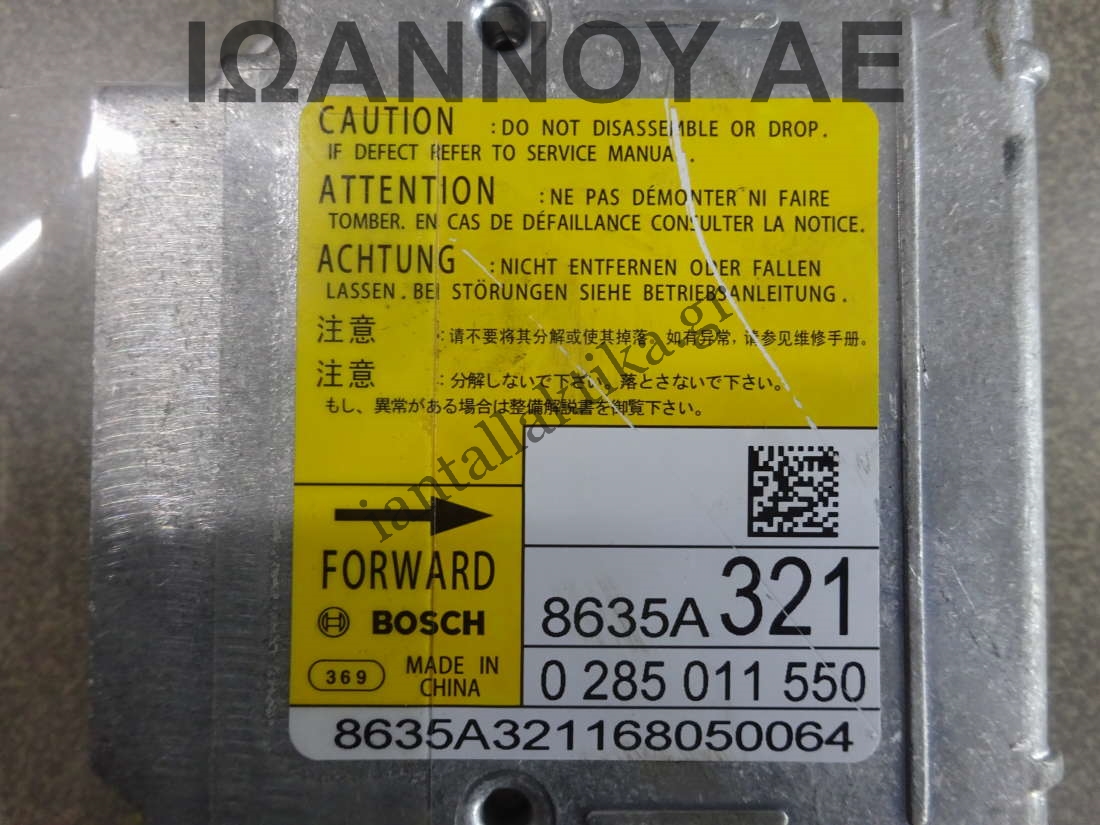 ΙΩΑΝΝΟΥ ΑΕ
CAUTION :DO NOT DISASSEMBLE OR DROP.
IF DEFECT REFER TO SERVICE MANUAL.
ATTENTION :NE PAS DÉMONTER NI FAIRE
TOMBER. EN CAS DE DÉFAILLANCE CONSULTER LA NOTICE.
ACHTUNG :NICHT ENTFERNEN ODER FALLEN
LASSEN. BEI STÖRUNGEN SIEHE BETRIEBSANLEITUNG.
注意 :请不要将其分解或使其掉落。如有异常，请参见维修手册。
注意 :分解しないで下さい。落とさないで下さい。
もし、異常がある場合は整備解説書を御覧下さい。
iantallaktika.gr
FORWARD
BOSCH
369 MADE IN
CHINA
8635A 321
0 285 011 550
8635A321168050064